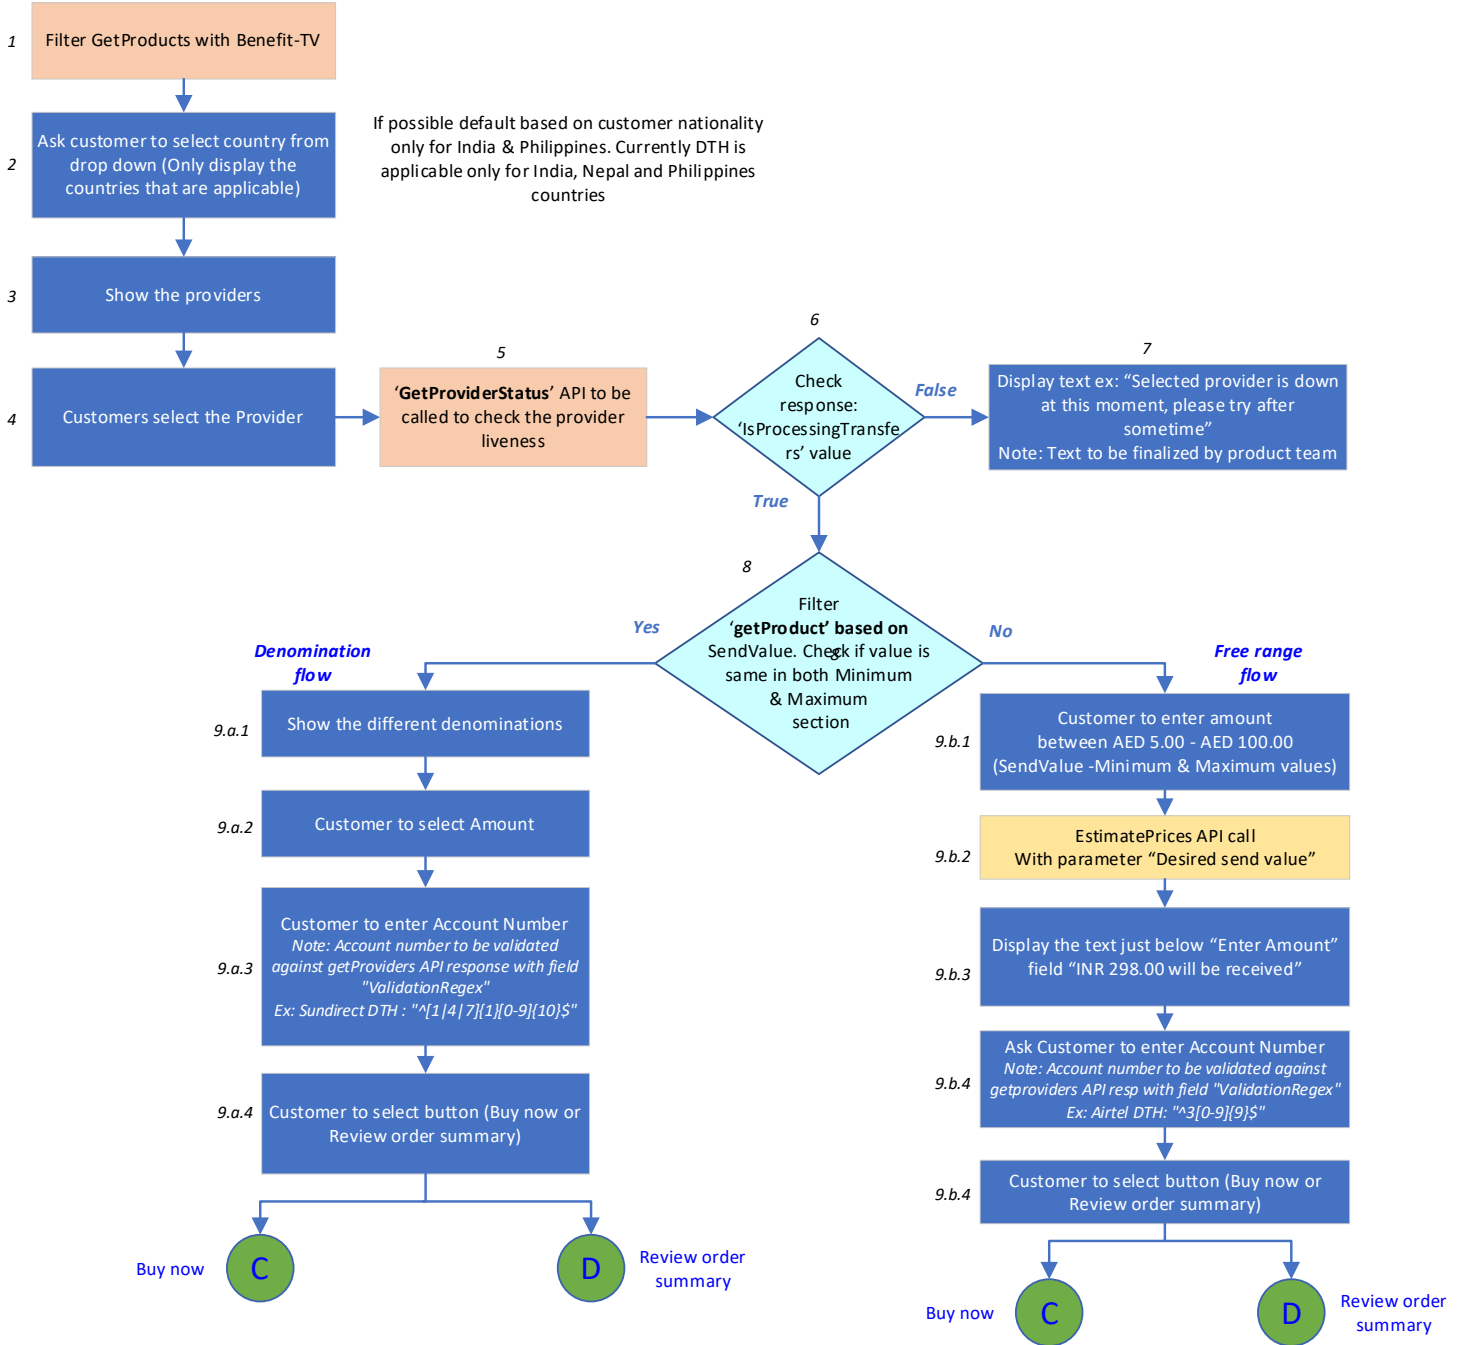 1
Filter GetProducts with Benefit-TV
2
Ask customer to select country from
drop down (Only display the
countries that are applicable)
If possible default based on customer nationality
only for India & Philippines. Currently DTH is
applicable only for India, Nepal and Philippines
countries
3
Show the providers
4
Customers select the Provider
5
‘GetProviderStatus’ API to be
called to check the provider
liveness
6
Check
response:
‘IsProcessingTransfe
rs’ value
False
True
7
Display text ex: “Selected provider is down
at this moment, please try after
sometime”
Note: Text to be finalized by product team
8
Filter
‘getProduct’ based on
SendValue. Check if value is
same in both Minimum
& Maximum
section
8
Yes
No
Denomination
flow
9.a.1
Show the different denominations
9.a.2
Customer to select Amount
9.a.3
Customer to enter Account Number
Note: Account number to be validated
against getProviders API response with field
"ValidationRegex"
Ex: Sundirect DTH : "^[1|4|7]{1}[0-9]{10}$"
9.a.4
Customer to select button (Buy now or
Review order summary)
Buy now
C
D
Review order
summary
Free range
flow
9.b.1
Customer to enter amount
between AED 5.00 - AED 100.00
(SendValue -Minimum & Maximum values)
9.b.2
EstimatePrices API call
With parameter “Desired send value”
9.b.3
Display the text just below “Enter Amount”
field “INR 298.00 will be received”
9.b.4
Ask Customer to enter Account Number
Note: Account number to be validated against
getproviders API resp with field "ValidationRegex"
Ex: Airtel DTH: "^3[0-9]{9}$"
9.b.4
Customer to select button (Buy now or
Review order summary)
Buy now
C
D
Review order
summary